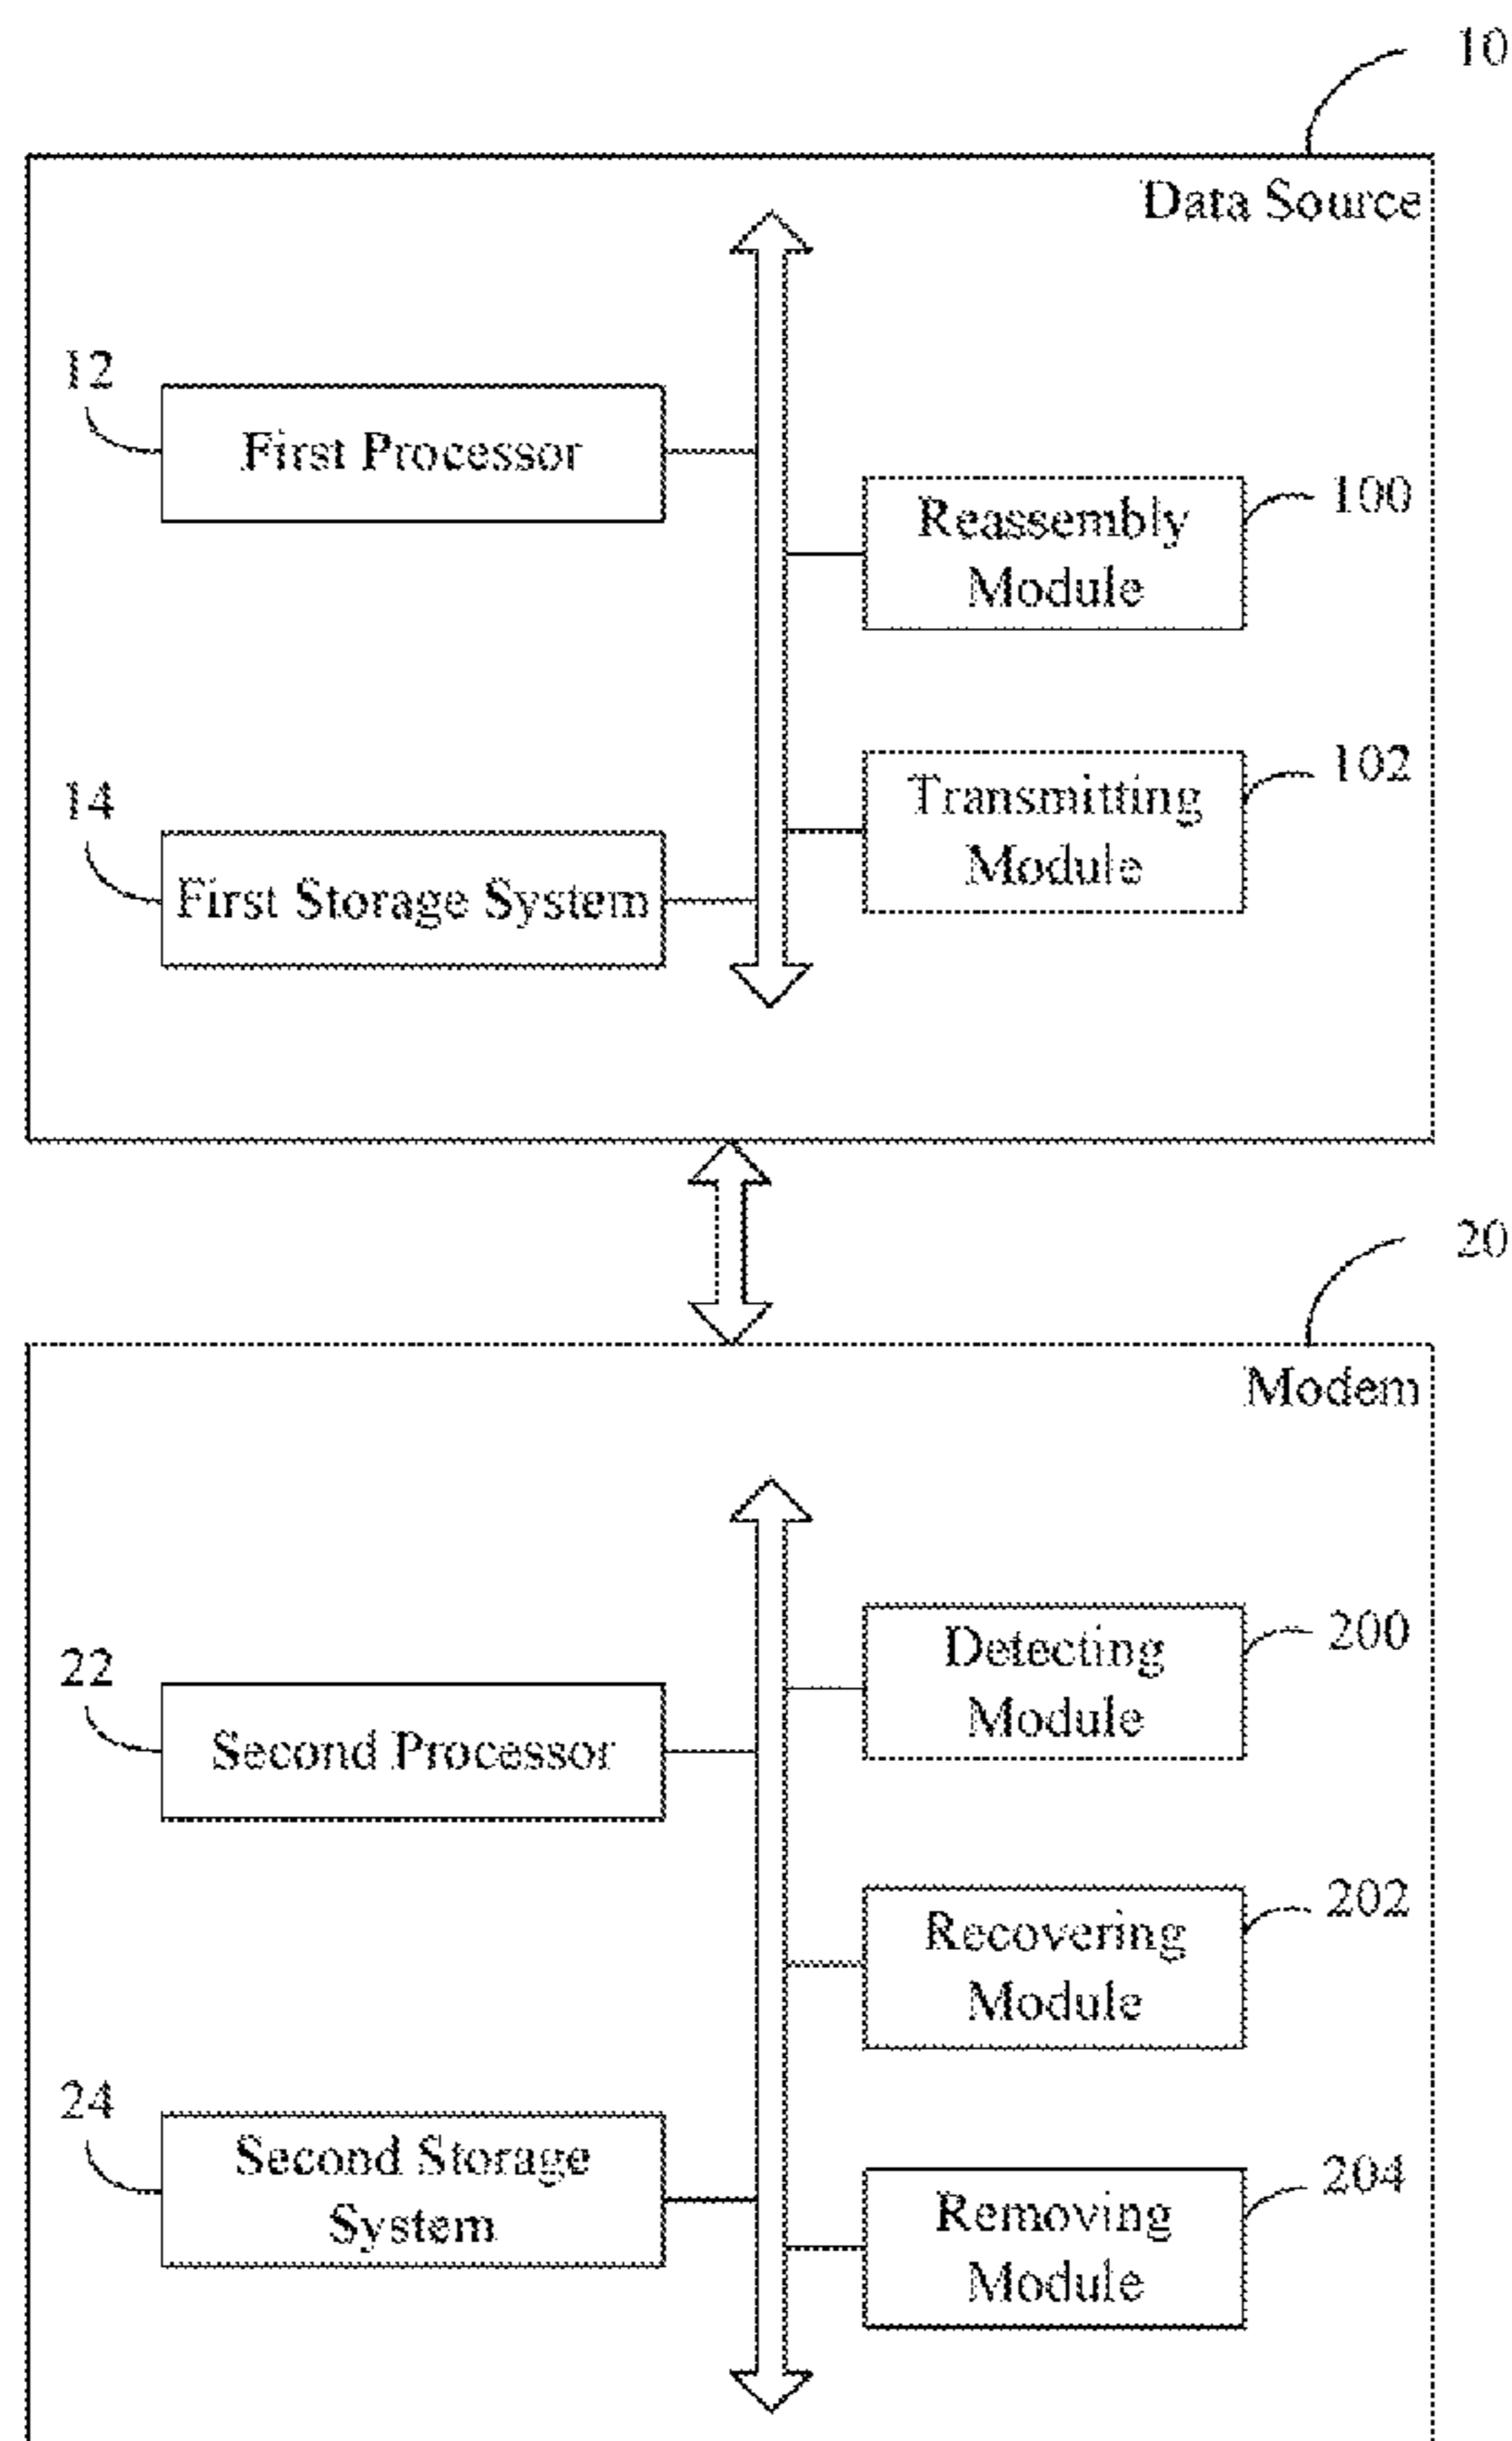 10
Data Source
12
First Processor
100
Reassembly
Module
102
Transmitting
Module
14
First Storage System
20
Modem
200
Detecting
Module
22
Second Processor
202
Recovering
Module
24
Second Storage
System
204
Removing
Module